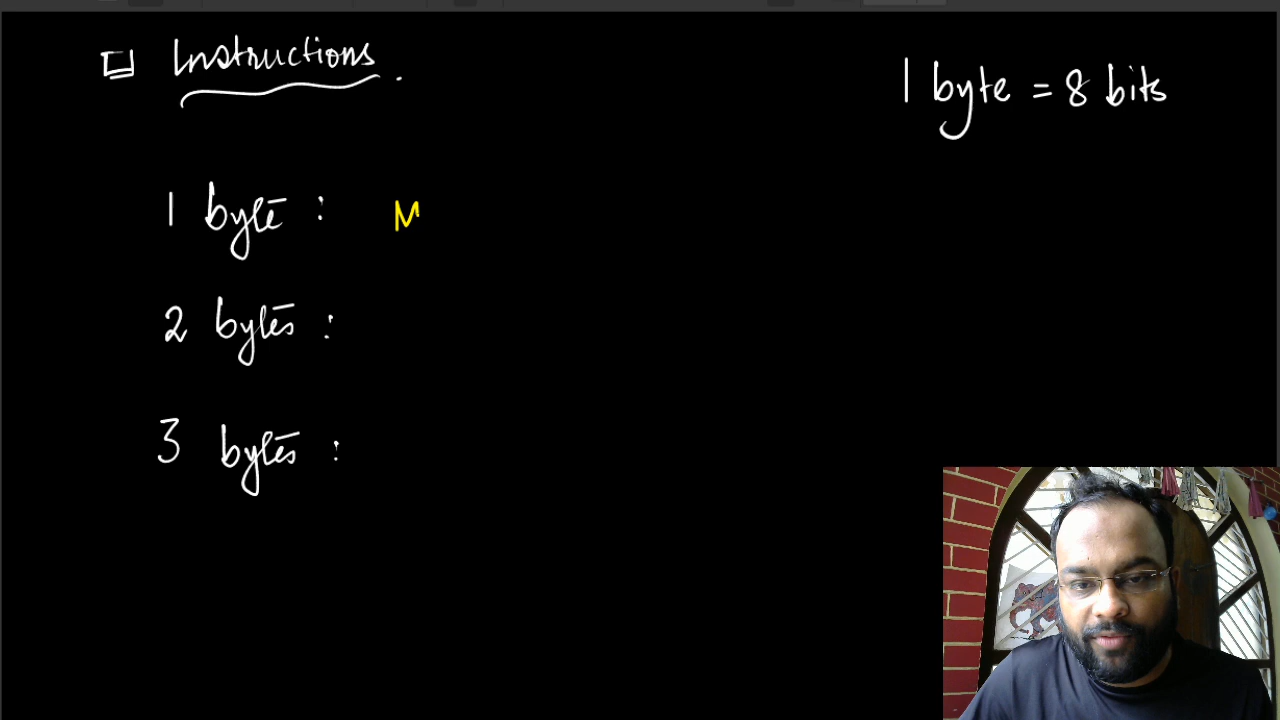 Instructions.
1 byte = 8 bits
1 byte : M
2 bytes :
3 bytes :